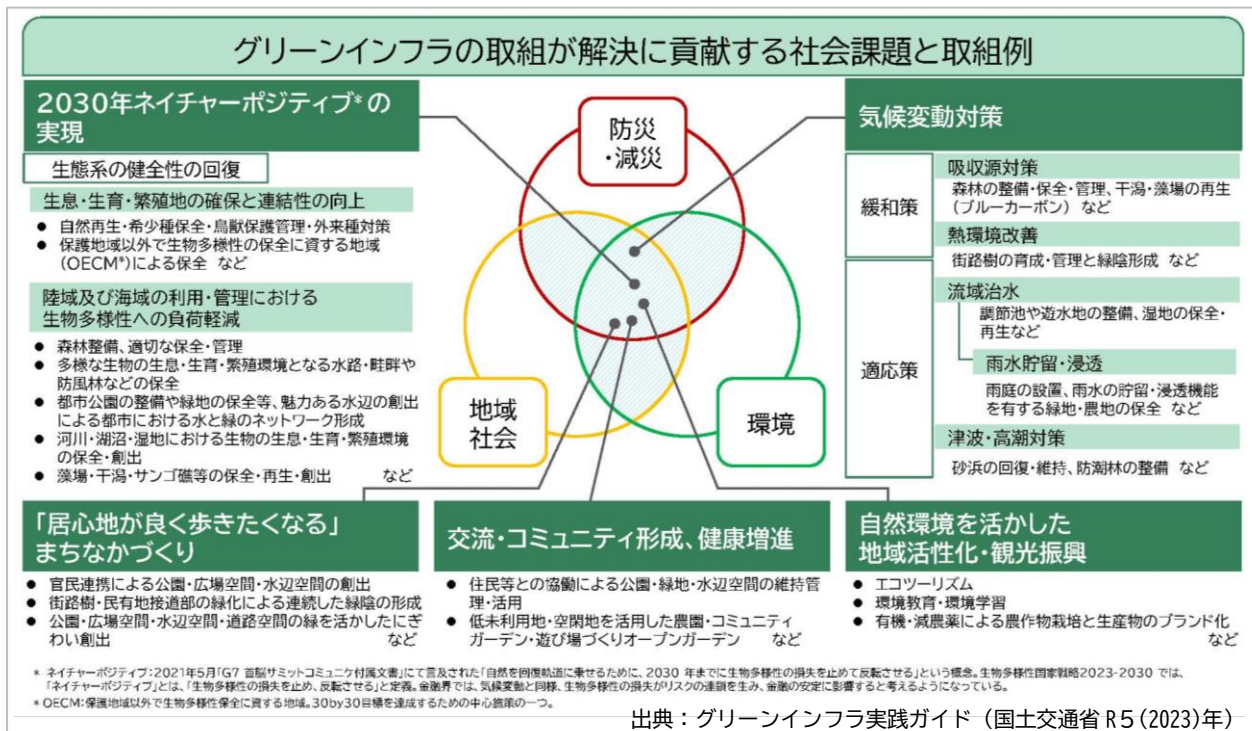 グリーンインフラの取組が解決に貢献する社会課題と取組例
2030年ネイチャーポジティブ*の
実現
生態系の健全性の回復
生息・生育・繁殖地の確保と連結性の向上
● 自然再生・希少種保全・鳥獣保護管理・外来種対策
● 保護地域以外で生物多様性の保全に資する地域
(OECM*)による保全 など
陸域及び海域の利用・管理における
生物多様性への負荷軽減
● 森林整備、適切な保全・管理
● 多様な生物の生息・生育・繁殖環境となる水路・畦畔や
防風林などの保全
● 都市公園の整備や緑地の保全等、魅力ある水辺の創出
による都市における水と緑のネットワーク形成
● 河川・湖沼・湿地における生物の生息・生育・繁殖環境
の保全・創出
● 藻場・干潟・サンゴ礁等の保全・再生・創出 など
防災
・減災
地域
社会
環境
気候変動対策
緩和策
吸収源対策
森林の整備・保全・管理、干潟・藻場の再生
(ブルーカーボン) など
熱環境改善
街路樹の育成・管理と緑陰形成 など
適応策
流域治水
調節池や遊水地の整備、湿地の保全・
再生など
雨水貯留・浸透
雨庭の設置、雨水の貯留・浸透機能
を有する緑地・農地の保全 など
津波・高潮対策
砂浜の回復・維持、防潮林の整備 など
「居心地が良く歩きたくなる」
まちなかづくり
● 官民連携による公園・広場空間・水辺空間の創出
● 街路樹・民有地接道部の緑化による連続した緑陰の形成
● 公園・広場空間・水辺空間・道路空間の緑を活かしたにぎ
わい創出 など
交流・コミュニティ形成、健康増進
● 住民等との協働による公園・緑地・水辺空間の維持管
理・活用
● 低未利用地・空閑地を活用した農園・コミュニティ
ガーデン・遊び場づくりオープンガーデン など
自然環境を活かした
地域活性化・観光振興
● エコツーリズム
● 環境教育・環境学習
● 有機・減農薬による農作物栽培と生産物のブランド化
など
* ネイチャーポジティブ:2021年5月「G7 首脳サミットコミュニケ付属文書」にて言及された「自然を回復軌道に乗せるために、2030 年までに生物多様性の損失を止めて反転させる」という概念。生物多様性国家戦略2023-2030 では、
「ネイチャーポジティブ」とは、「生物多様性の損失を止め、反転させる」と定義。金融界では、気候変動と同様、生物多様性の損失がリスクの連鎖を生み、金融の安定に影響すると考えるようになっている。
* OECM:保護地域以外で生物多様性保全に資する地域。30by30目標を達成するための中心施策の一つ。
出典：グリーンインフラ実践ガイド（国土交通省 R５(2023)年）